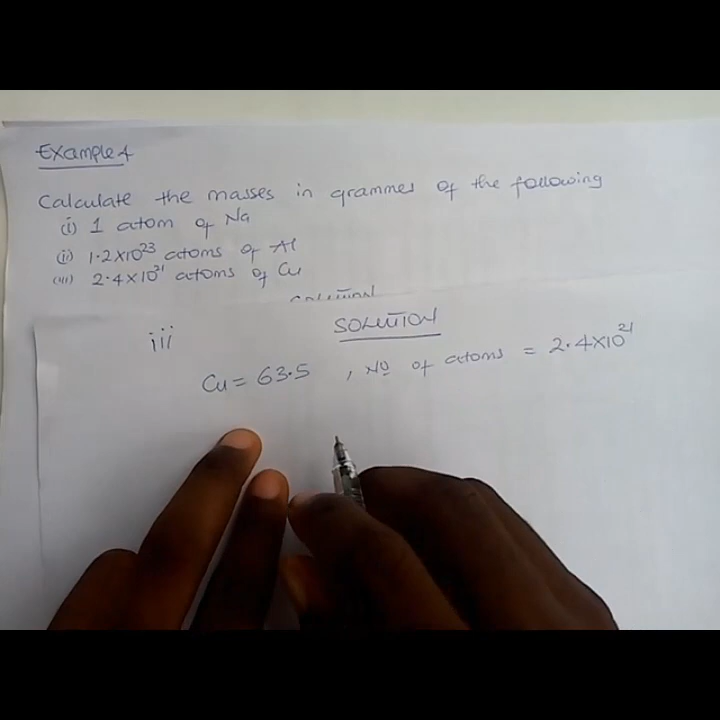 Example 4
Calculate the masses in grammes of the following
(i) 1 atom of Na
(ii) 1.2×10²³ atoms of Al
(iii) 2.4×10²¹ atoms of Cu
SOLUTION
iii SOLUTION
Cu = 63.5 , No of atoms = 2.4×10²¹